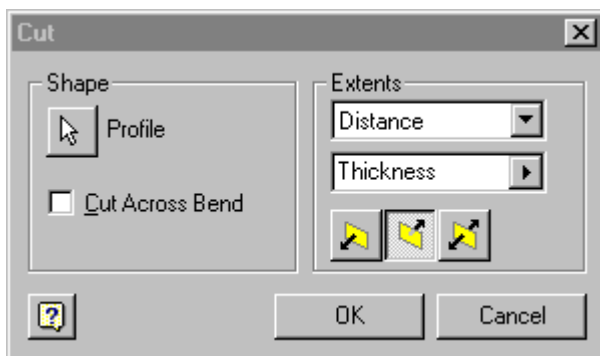 Cut
Shape
Profile
Cut Across Bend
Extents
Distance
Thickness
OK
Cancel